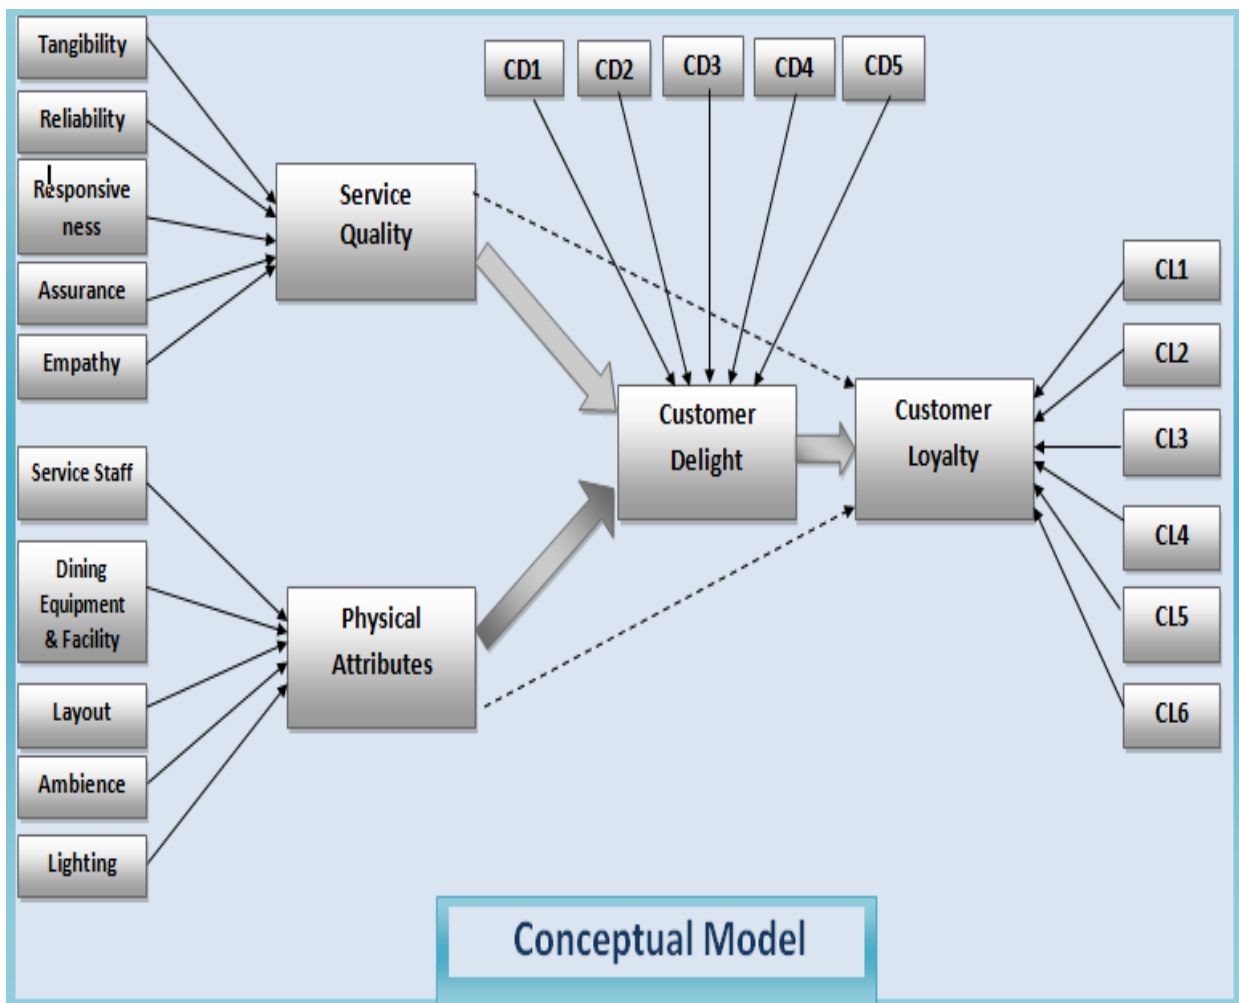 Tangibility
Reliability
Responsive
ness
Assurance
Empathy
Service Staff
Dining
Equipment
& Facility
Layout
Ambience
Lighting
Service
Quality
Physical
Attributes
CD1
CD2
CD3
CD4
CD5
Customer
Delight
Customer
Loyalty
CL1
CL2
CL3
CL4
CL5
CL6
Conceptual Model